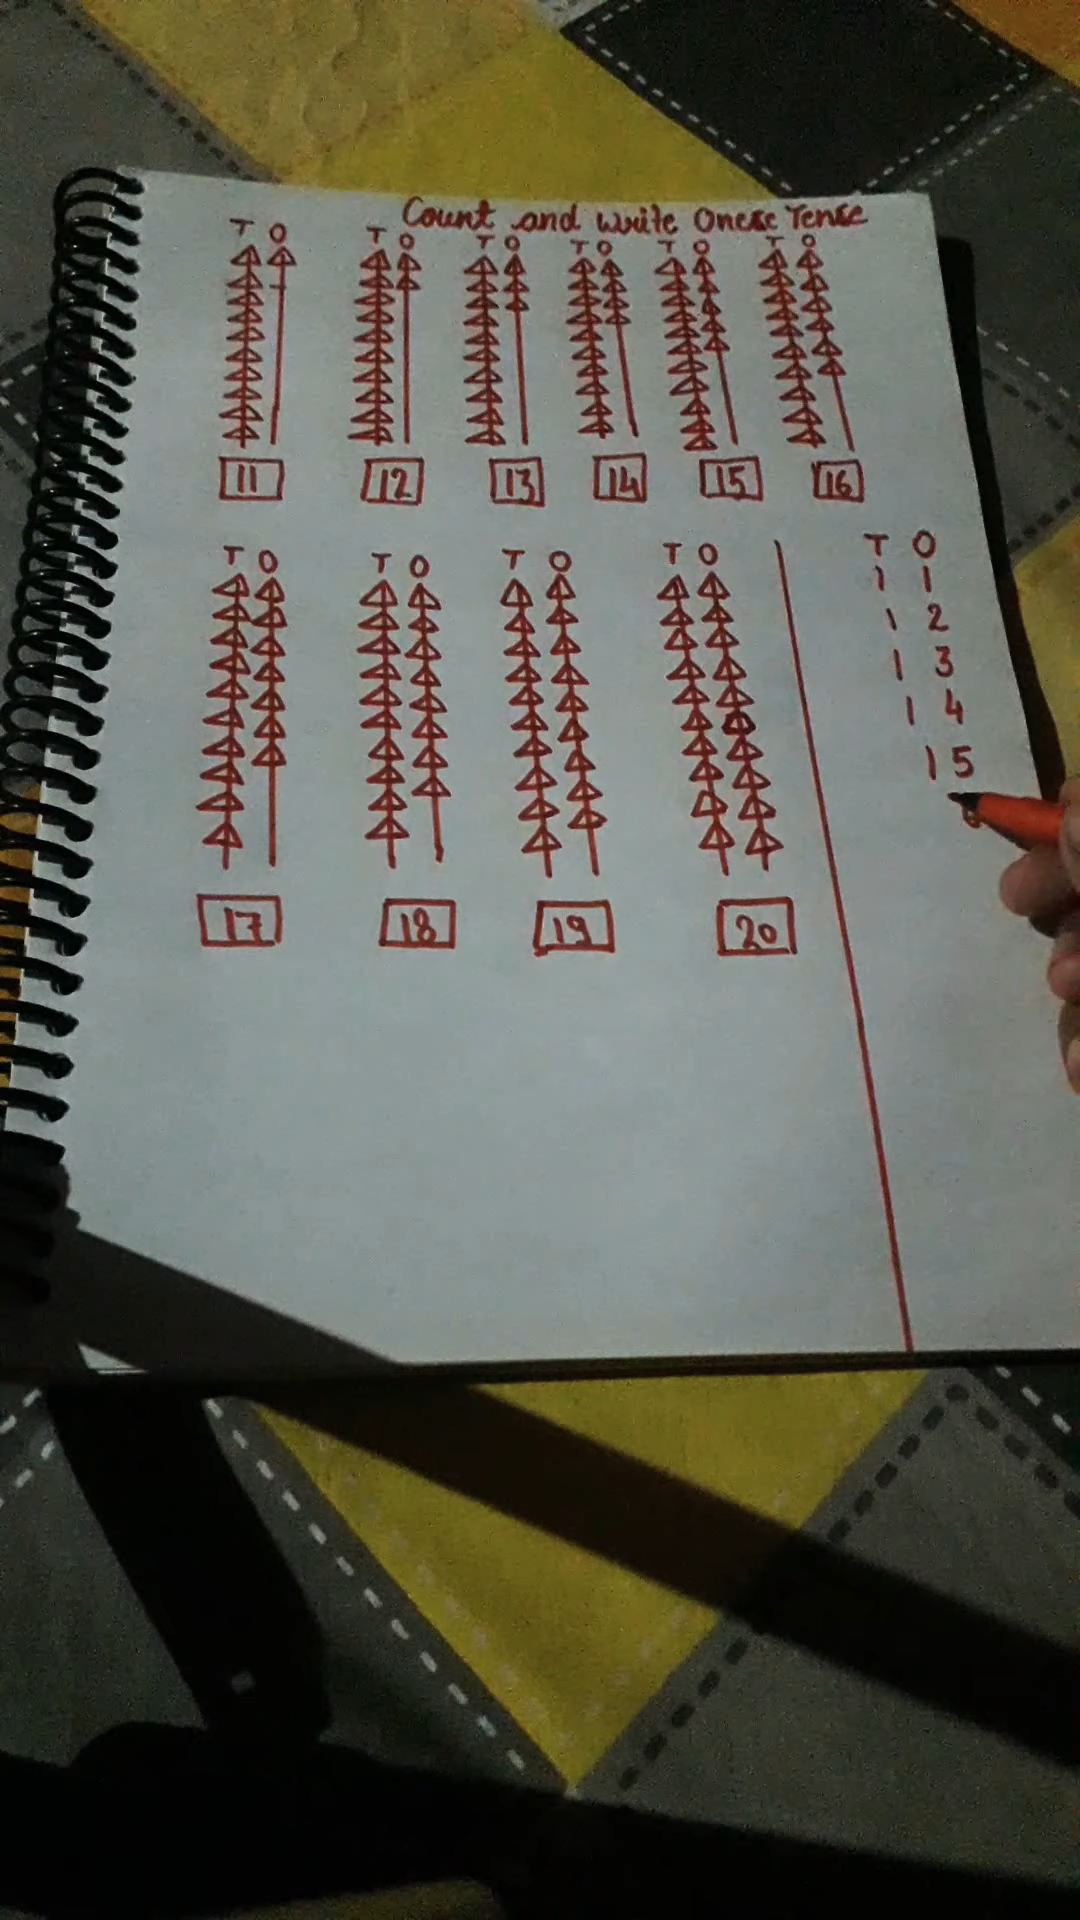 Count and write Onese Tense
T O T O T O T O T O T O
11 12 13 14 15 16
T O T O T O T O
17 18 19 20
T O
1 1
1 2
1 3
1 4
1 5